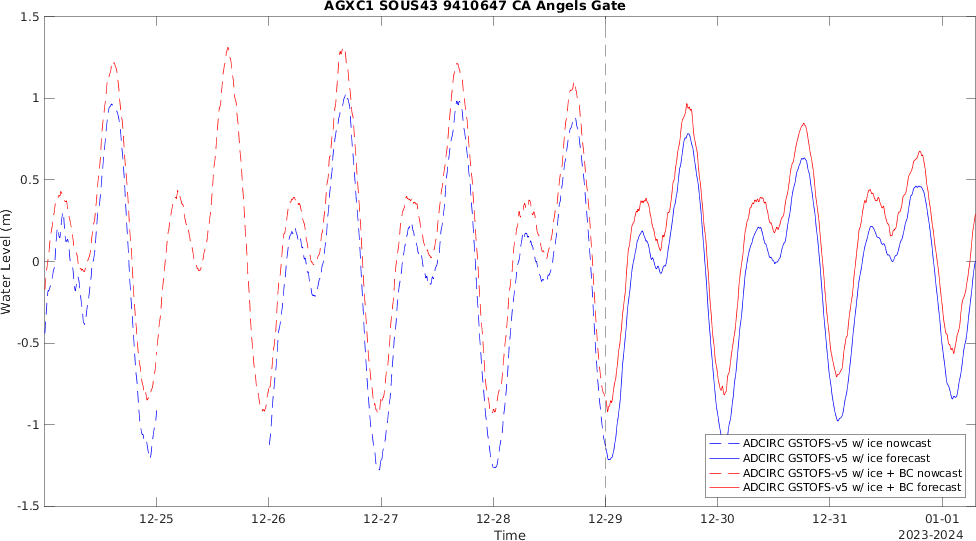 AGXC1 SOUS43 9410647 CA Angels Gate
1.5
1
0.5
0
-0.5
-1
-1.5
Water Level (m)
12-25
12-26
12-27
12-28
12-29
12-30
12-31
01-01
Time
2023-2024
ADCIRC GSTOFS-v5 w/ ice nowcast
ADCIRC GSTOFS-v5 w/ ice forecast
ADCIRC GSTOFS-v5 w/ ice + BC nowcast
ADCIRC GSTOFS-v5 w/ ice + BC forecast